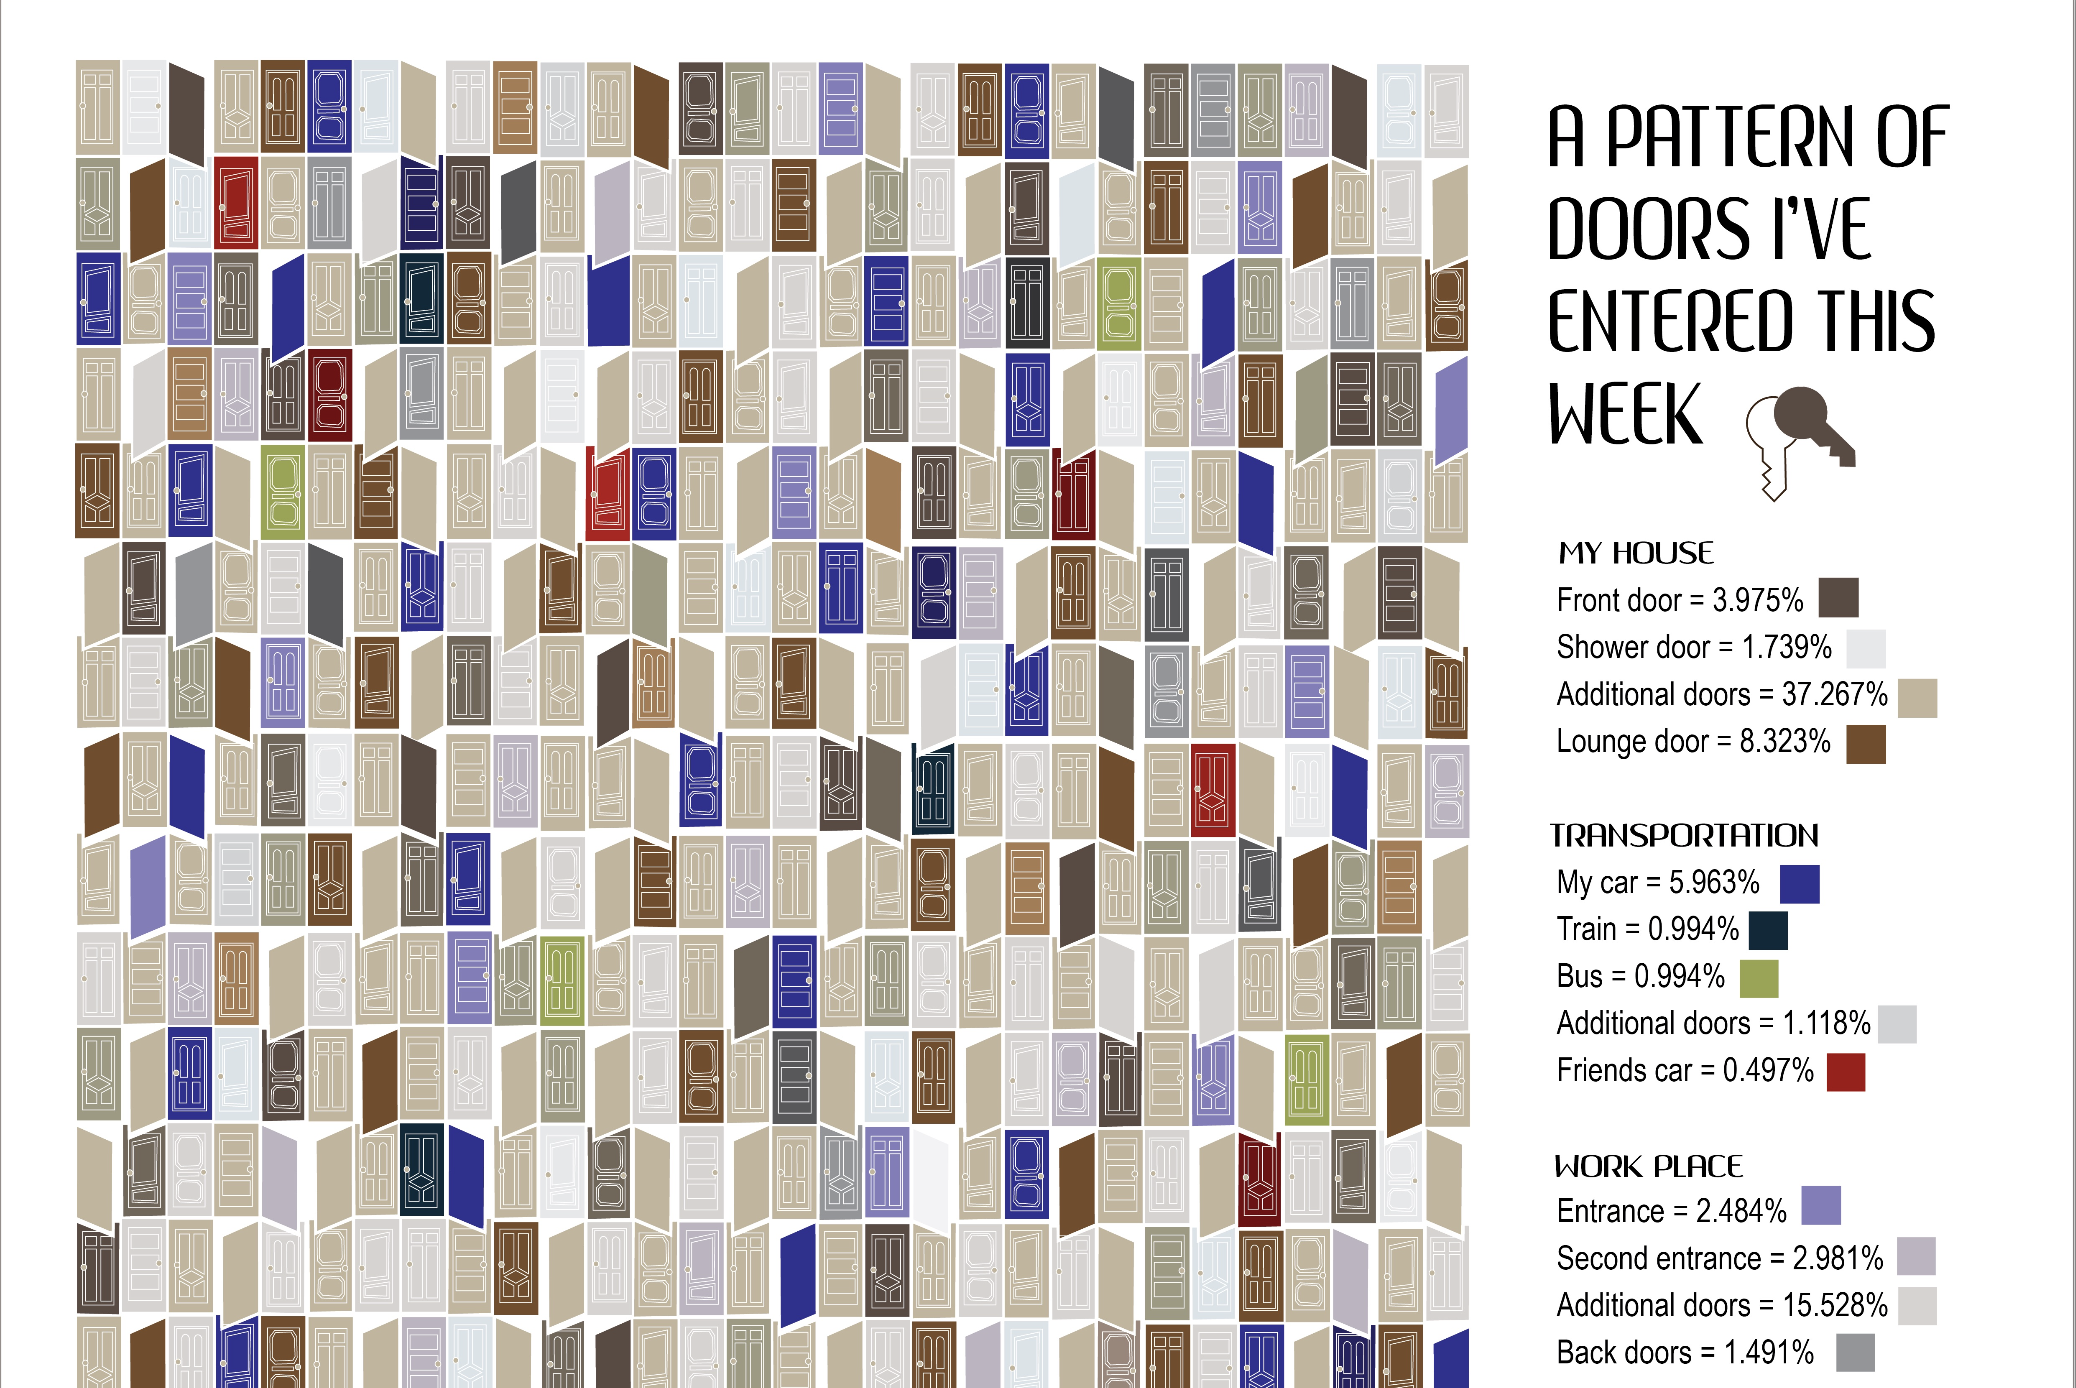 A PATTERN OF
DOORS I'VE
ENTERED THIS
WEEK
MY HOUSE
Front door = 3.975%
Shower door = 1.739%
Additional doors = 37.267%
Lounge door = 8.323%
TRANSPORTATION
My car = 5.963%
Train = 0.994%
Bus = 0.994%
Additional doors = 1.118%
Friends car = 0.497%
WORK PLACE
Entrance = 2.484%
Second entrance = 2.981%
Additional doors = 15.528%
Back doors = 1.491%